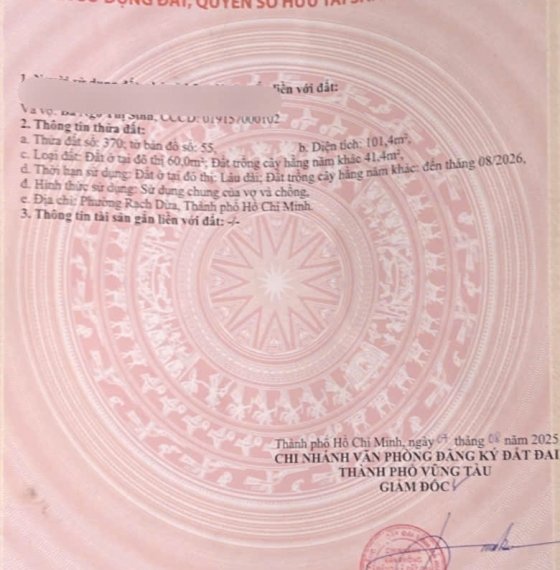 DỤNG ĐẤT, QUYỀN SỞ HỮU TÀI SẢN
liền với đất:
Và vợ: Bà Ngô Thị Sinh, CCCD: 019157000102
2. Thông tin thửa đất:
a. Thửa đất số: 370; tờ bản đồ số: 55, b. Diện tích: 101,4m²,
c. Loại đất: Đất ở tại đô thị 60,0m²; Đất trồng cây hằng năm khác 41,4m²,
d. Thời hạn sử dụng: Đất ở tại đô thị: Lâu dài; Đất trồng cây hằng năm khác: đến tháng 08/2026,
đ. Hình thức sử dụng: Sử dụng chung của vợ và chồng,
e. Địa chỉ: Phường Rạch Dừa, Thành phố Hồ Chí Minh.
3. Thông tin tài sản gắn liền với đất: -/-
Thành phố Hồ Chí Minh, ngày tháng 08 năm 2025
CHI NHÁNH VĂN PHÒNG ĐĂNG KÝ ĐẤT ĐAI
THÀNH PHỐ VŨNG TÀU
GIÁM ĐỐC